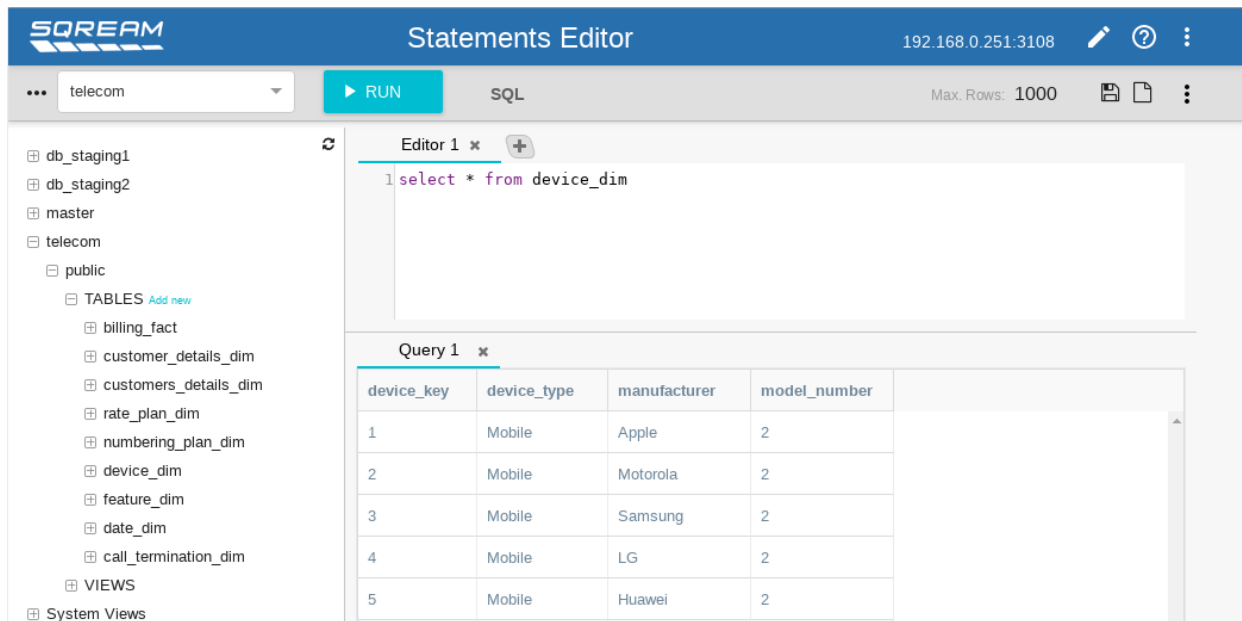 SQREAM
Statements Editor
192.168.0.251:3108
telecom
RUN
SQL
Max. Rows: 1000
db_staging1
db_staging2
master
telecom
public
TABLES Add new
billing_fact
customer_details_dim
customers_details_dim
rate_plan_dim
numbering_plan_dim
device_dim
feature_dim
date_dim
call_termination_dim
VIEWS
System Views
Editor 1
1 select * from device_dim
Query 1
device_key device_type manufacturer model_number
1 Mobile Apple 2
2 Mobile Motorola 2
3 Mobile Samsung 2
4 Mobile LG 2
5 Mobile Huawei 2